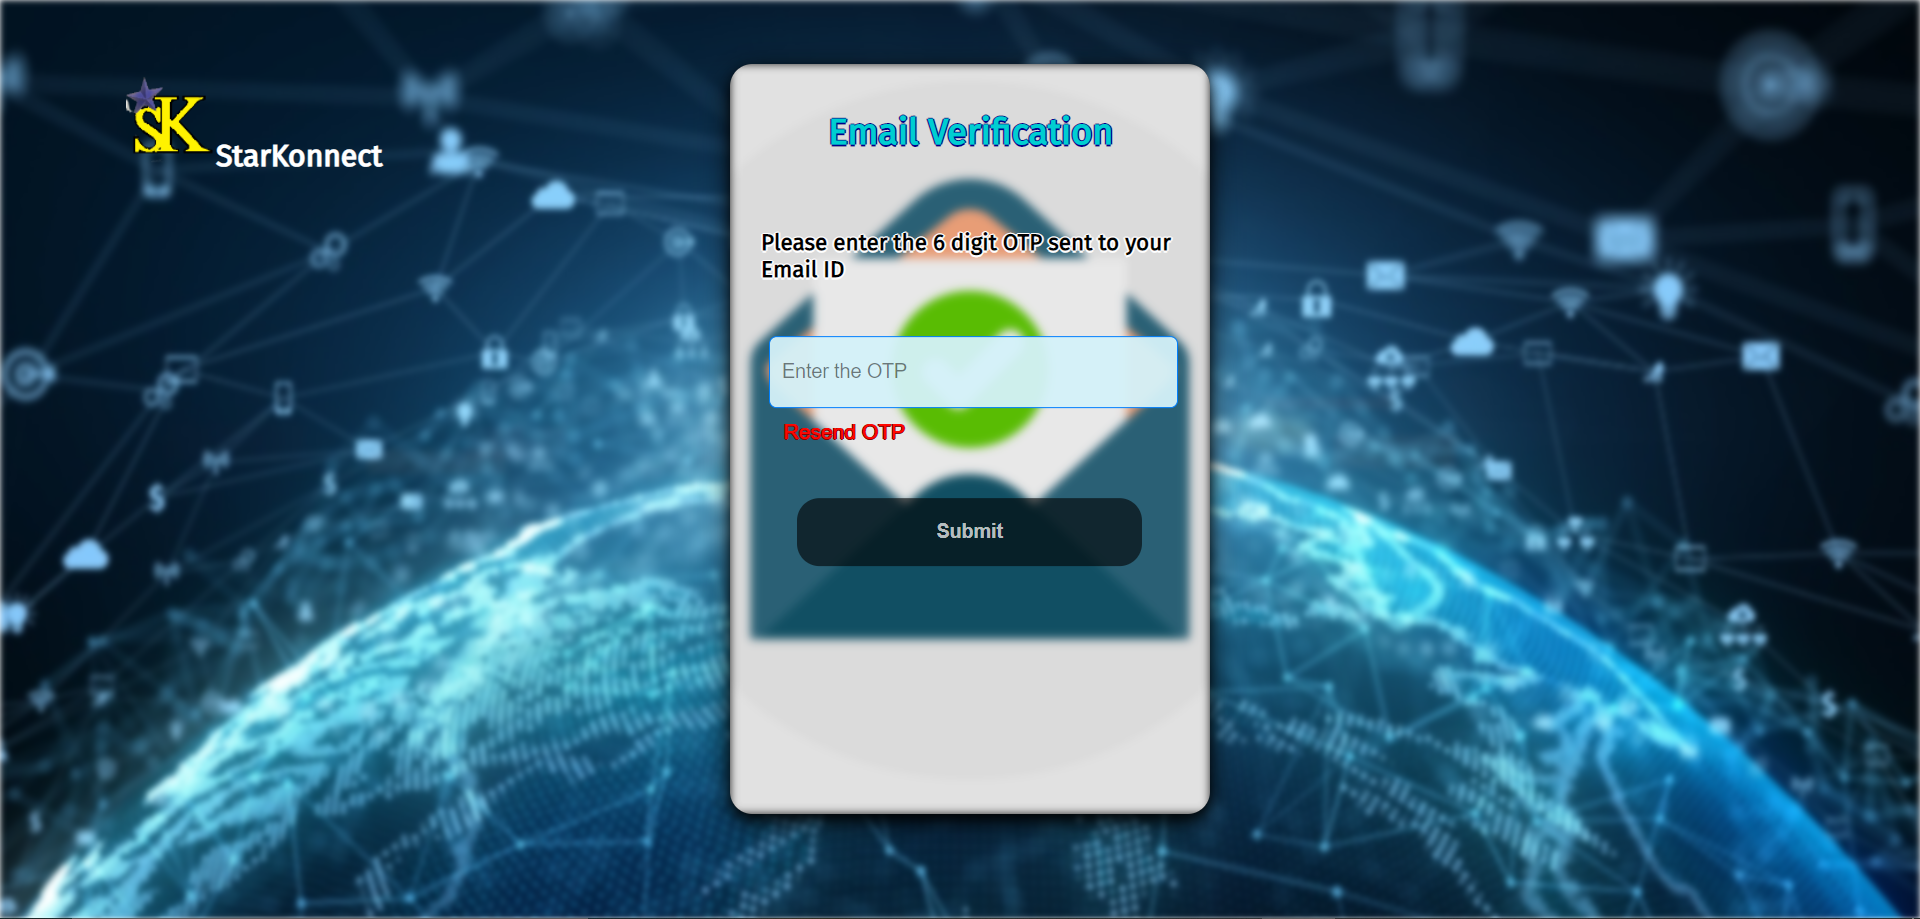 SK
StarKonnect
Email Verification
Please enter the 6 digit OTP sent to your
Email ID
Enter the OTP
Resend OTP
Submit